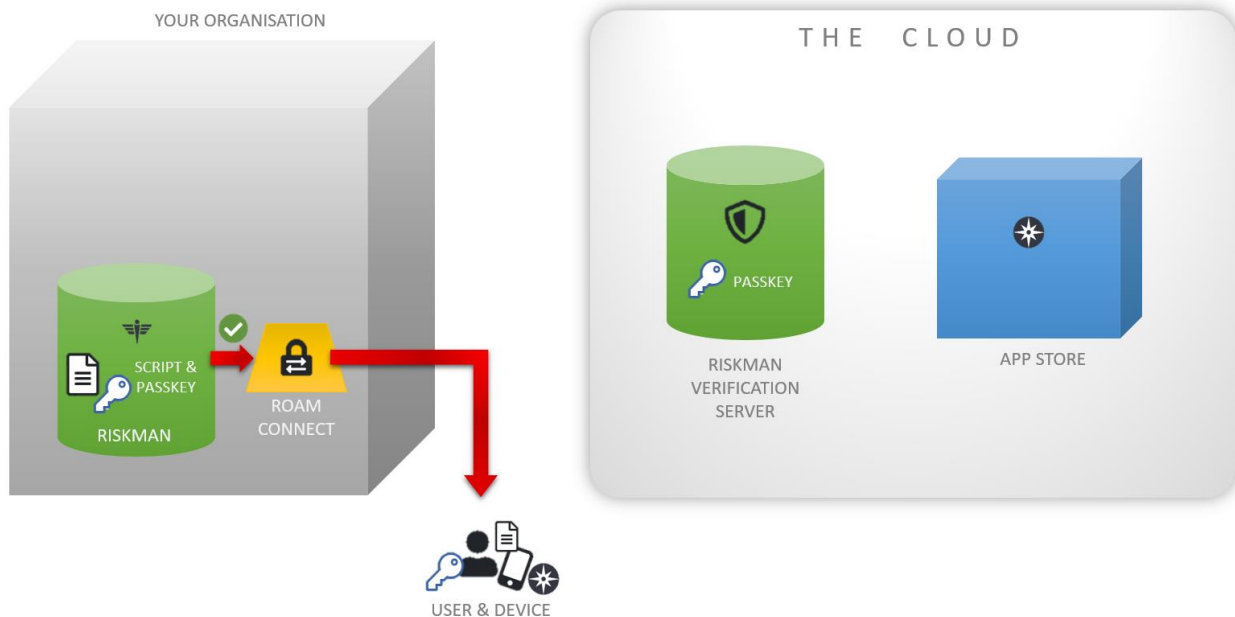 YOUR ORGANISATION
THE CLOUD
SCRIPT &
PASSKEY
RISKMAN
ROAM
CONNECT
PASSKEY
RISKMAN
VERIFICATION
SERVER
APP STORE
USER & DEVICE